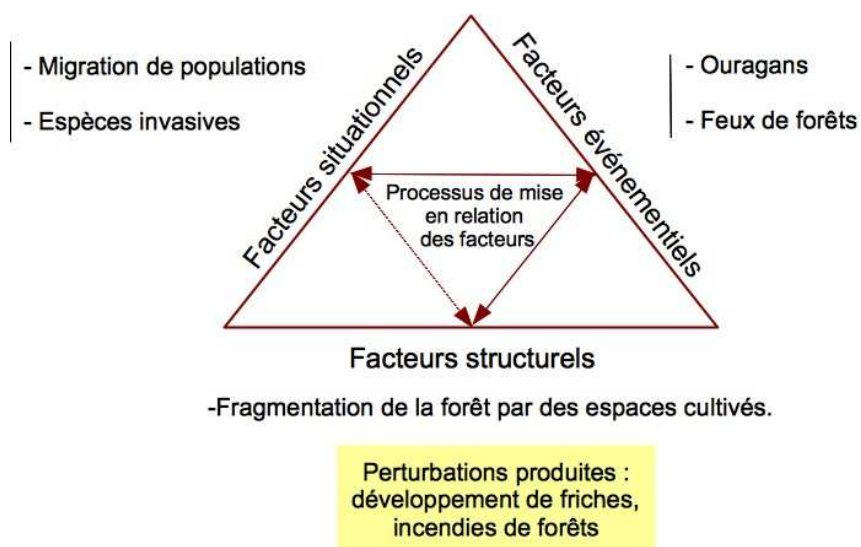 - Migration de populations
- Espèces invasives
Facteurs situationnels
Facteurs événementiels
- Ouragans
- Feux de forêts
Processus de mise
en relation
des facteurs
Facteurs structurels
-Fragmentation de la forêt par des espaces cultivés.
Perturbations produites :
développement de friches,
incendies de forêts